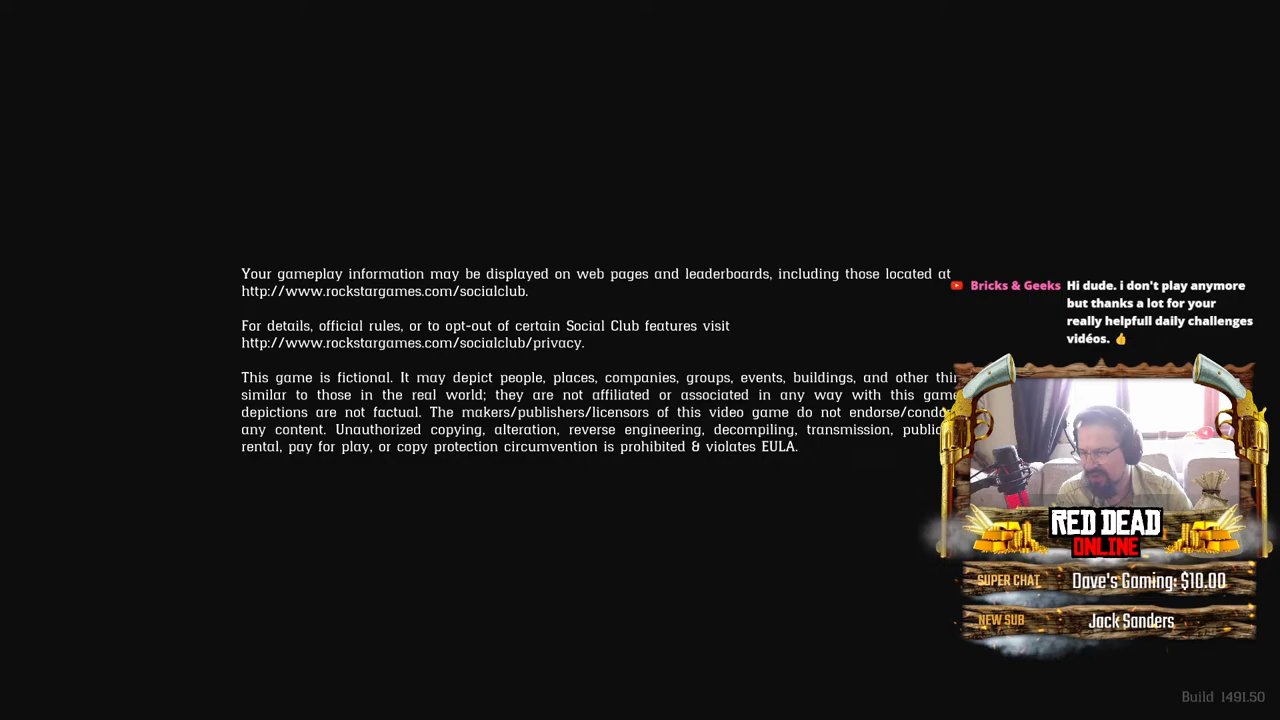 Your gameplay information may be displayed on web pages and leaderboards, including those located at
http://www.rockstargames.com/socialclub.
For details, official rules, or to opt-out of certain Social Club features visit
http://www.rockstargames.com/socialclub/privacy.
This game is fictional. It may depict people, places, companies, groups, events, buildings, and other thin
similar to those in the real world; they are not affiliated or associated in any way with this game
depictions are not factual. The makers/publishers/licensors of this video game do not endorse/condo
any content. Unauthorized copying, alteration, reverse engineering, decompiling, transmission, public
rental, pay for play, or copy protection circumvention is prohibited & violates EULA.
Bricks & Geeks Hi dude. i don't play anymore
but thanks a lot for your
really helpfull daily challenges
vidéos. 👍
RED DEAD
ONLINE
SUPER CHAT Dave's Gaming: $10.00
NEW SUB Jack Sanders
Build 1491.50